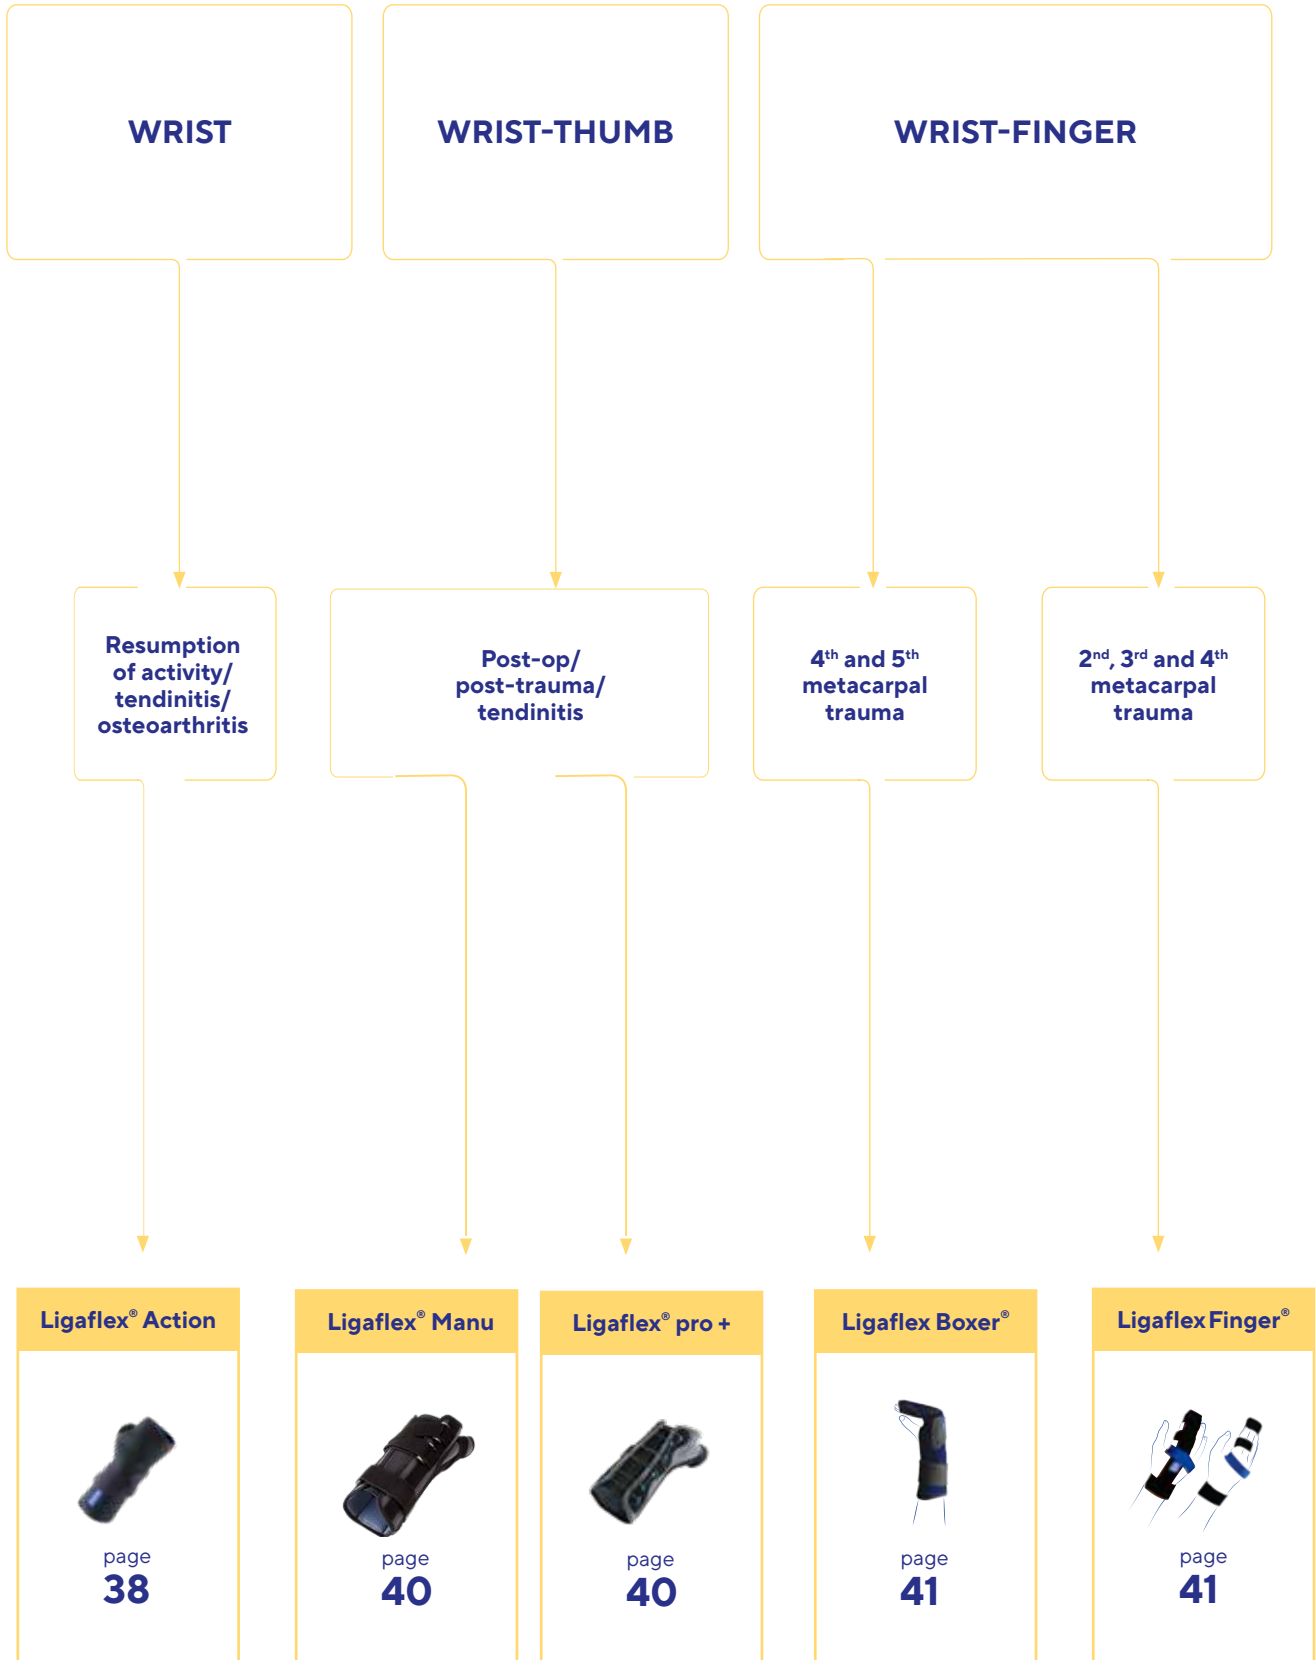 WRIST
WRIST-THUMB
WRIST-FINGER
Resumption
of activity/
tendinitis/
osteoarthritis
Post-op/
post-trauma/
tendinitis
4th and 5th
metacarpal
trauma
2nd, 3rd and 4th
metacarpal
trauma
Ligaflex® Action
page
38
Ligaflex® Manu
page
40
Ligaflex® pro +
page
40
Ligaflex Boxer®
page
41
Ligaflex Finger®
page
41